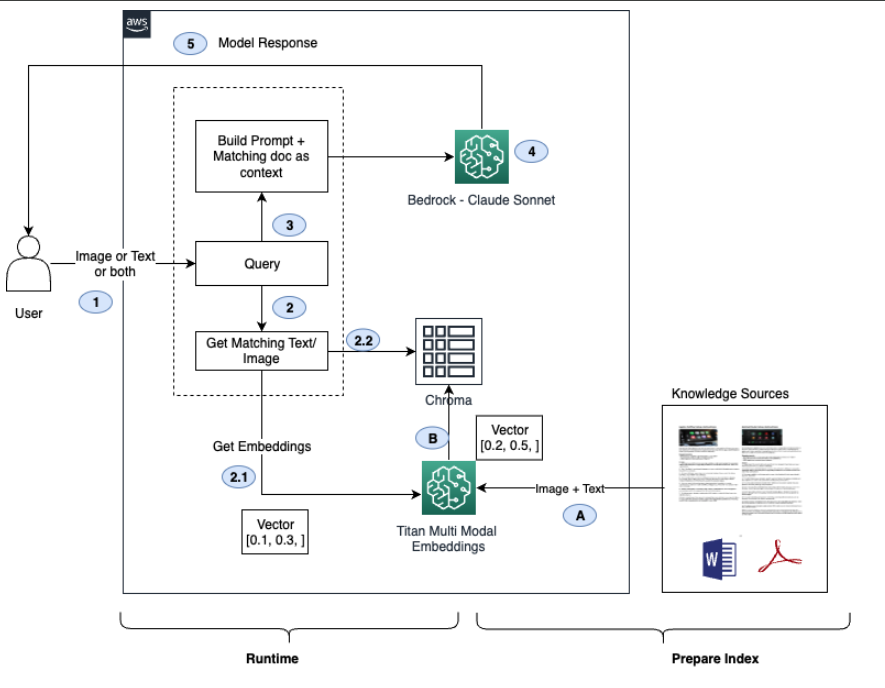 aws
5 Model Response
Build Prompt +
Matching doc as
context
4
Bedrock - Claude Sonnet
3
Image or Text
or both
Query
1
User
2
Get Matching Text/
Image
2.2
Chroma
Knowledge Sources
B
Vector
[0.2, 0.5, ]
Get Embeddings
2.1
Image + Text
A
Vector
[0.1, 0.3, ]
Titan Multi Modal
Embeddings
W
Runtime
Prepare Index